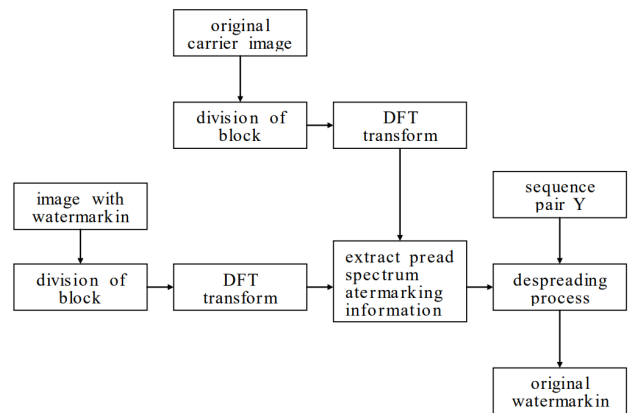 original
carrier image
division of
block
DFT
transform
image with
watermarkin
sequence
pair Y
division of
block
DFT
transform
extract pread
spectrum
atermarking
information
despreading
process
original
watermarkin